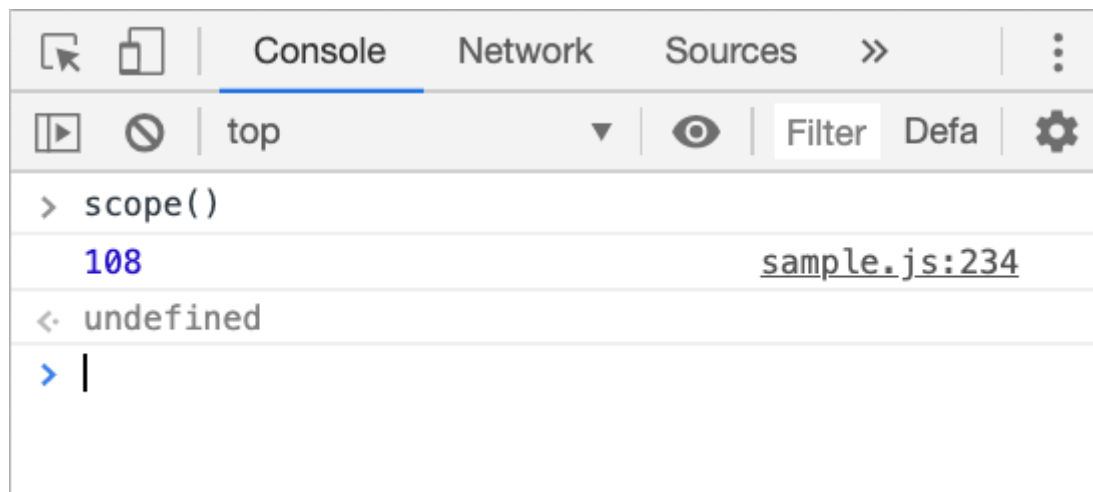 Console Network Sources »
top ▼ Filter Defa
> scope()
108 sample.js:234
undefined
>